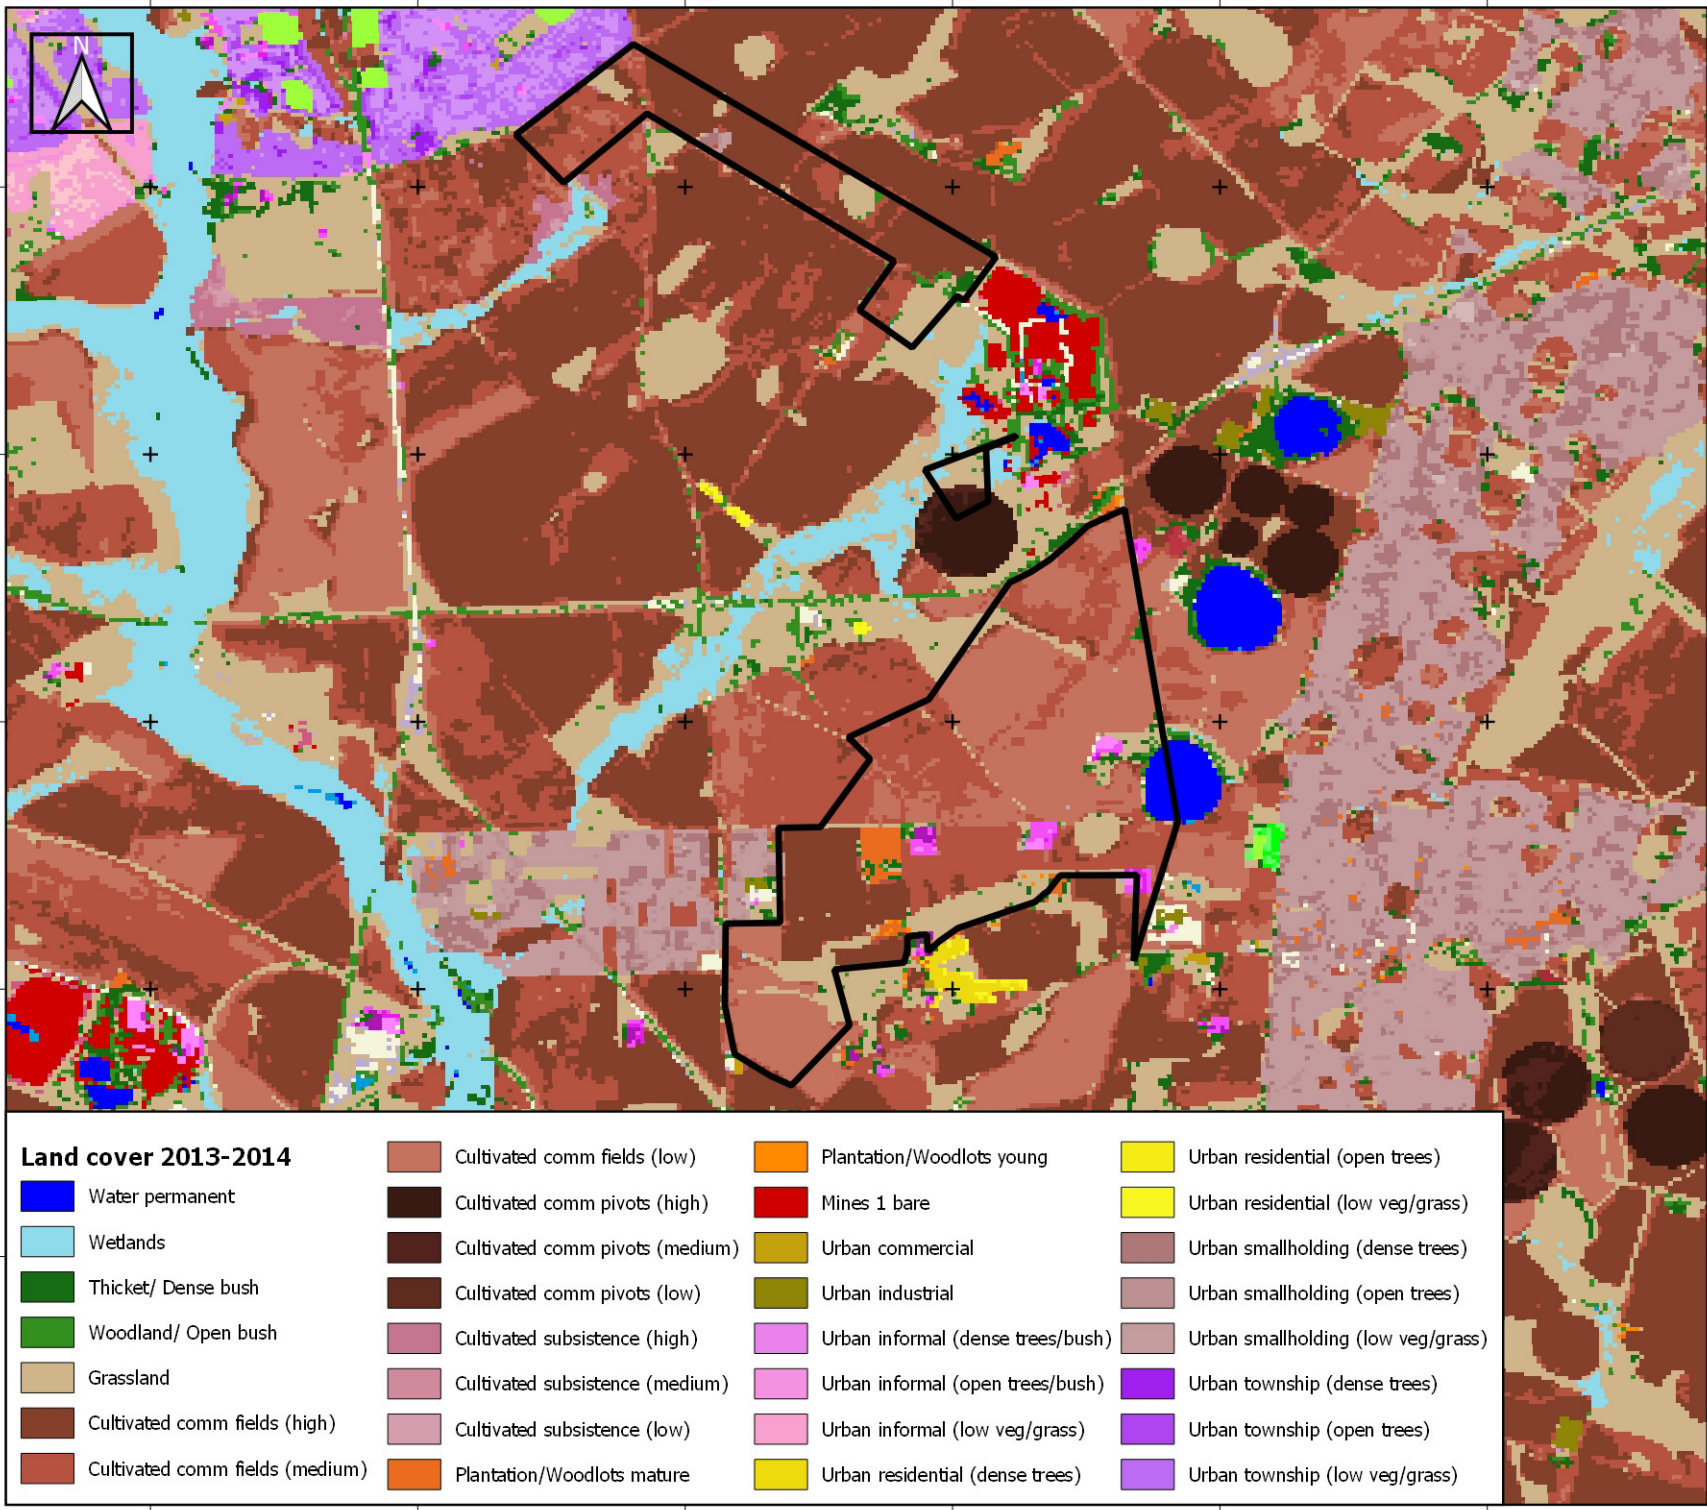 N
Land cover 2013-2014
Water permanent
Wetlands
Thicket/ Dense bush
Woodland/ Open bush
Grassland
Cultivated comm fields (high)
Cultivated comm fields (medium)
Cultivated comm fields (low)
Cultivated comm pivots (high)
Cultivated comm pivots (medium)
Cultivated comm pivots (low)
Cultivated subsistence (high)
Cultivated subsistence (medium)
Cultivated subsistence (low)
Plantation/Woodlots mature
Plantation/Woodlots young
Mines 1 bare
Urban commercial
Urban industrial
Urban informal (dense trees/bush)
Urban informal (open trees/bush)
Urban informal (low veg/grass)
Urban residential (dense trees)
Urban residential (open trees)
Urban residential (low veg/grass)
Urban smallholding (dense trees)
Urban smallholding (open trees)
Urban smallholding (low veg/grass)
Urban township (dense trees)
Urban township (open trees)
Urban township (low veg/grass)